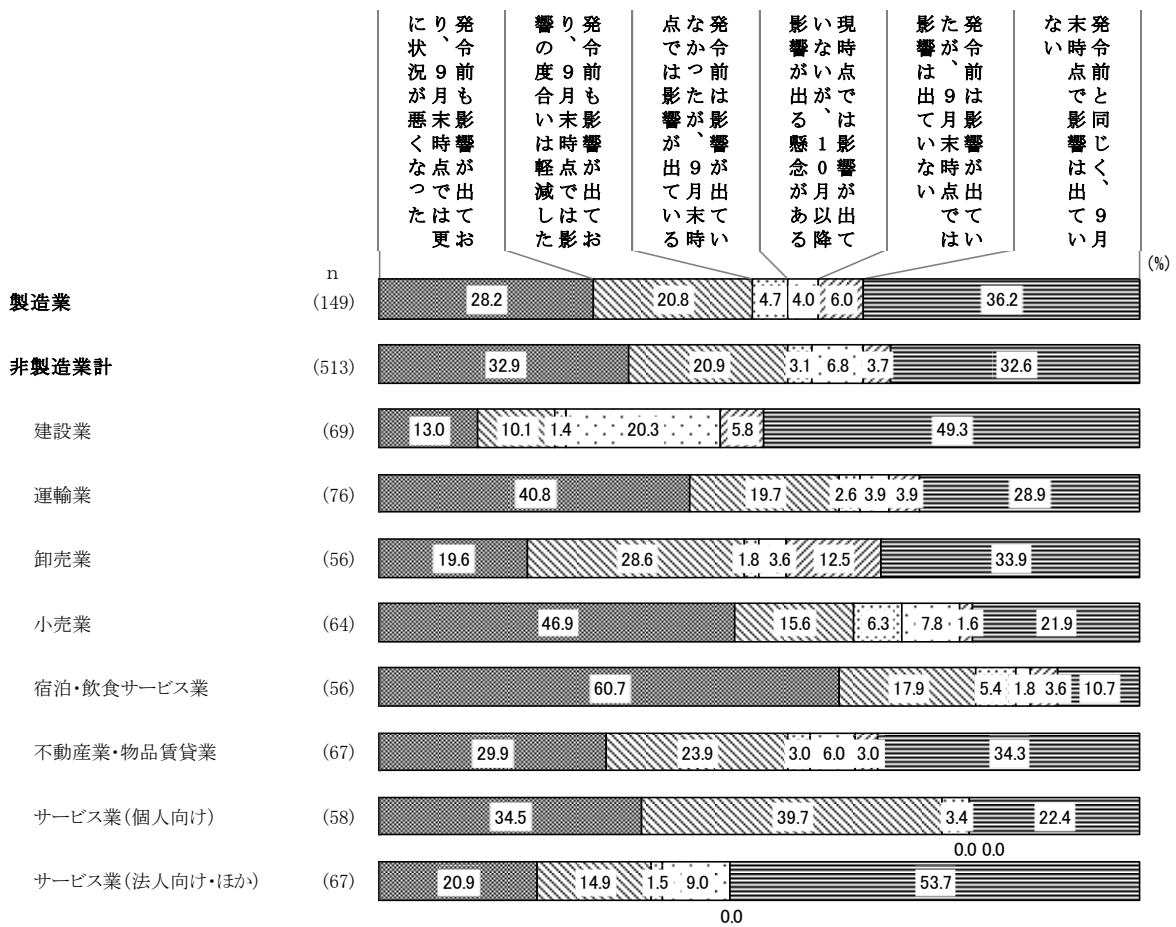 発令前も影響が出てお
り、９月末時点では更
に状況が悪くなった
発令前も影響が出てお
り、９月末時点では影
響の度合いは軽減した
発令前は影響が出てい
なかったが、９月末時
点では影響が出ている
現時点では影響が出て
いないが、１０月以降
影響が出る懸念がある
発令前は影響が出てい
たが、９月末時点では
影響は出ていない
発令前と同じく、９月
末時点で影響は出てい
ない
(%)
n
製造業 (149) 28.2 20.8 4.7 4.0 6.0 36.2
非製造業計 (513) 32.9 20.9 3.1 6.8 3.7 32.6
建設業 (69) 13.0 10.1 1.4 20.3 5.8 49.3
運輸業 (76) 40.8 19.7 2.6 3.9 3.9 28.9
卸売業 (56) 19.6 28.6 1.8 3.6 12.5 33.9
小売業 (64) 46.9 15.6 6.3 7.8 1.6 21.9
宿泊・飲食サービス業 (56) 60.7 17.9 5.4 1.8 3.6 10.7
不動産業・物品賃貸業 (67) 29.9 23.9 3.0 6.0 3.0 34.3
サービス業（個人向け） (58) 34.5 39.7 3.4 22.4
0.0 0.0
サービス業（法人向け・ほか） (67) 20.9 14.9 1.5 9.0 53.7
0.0